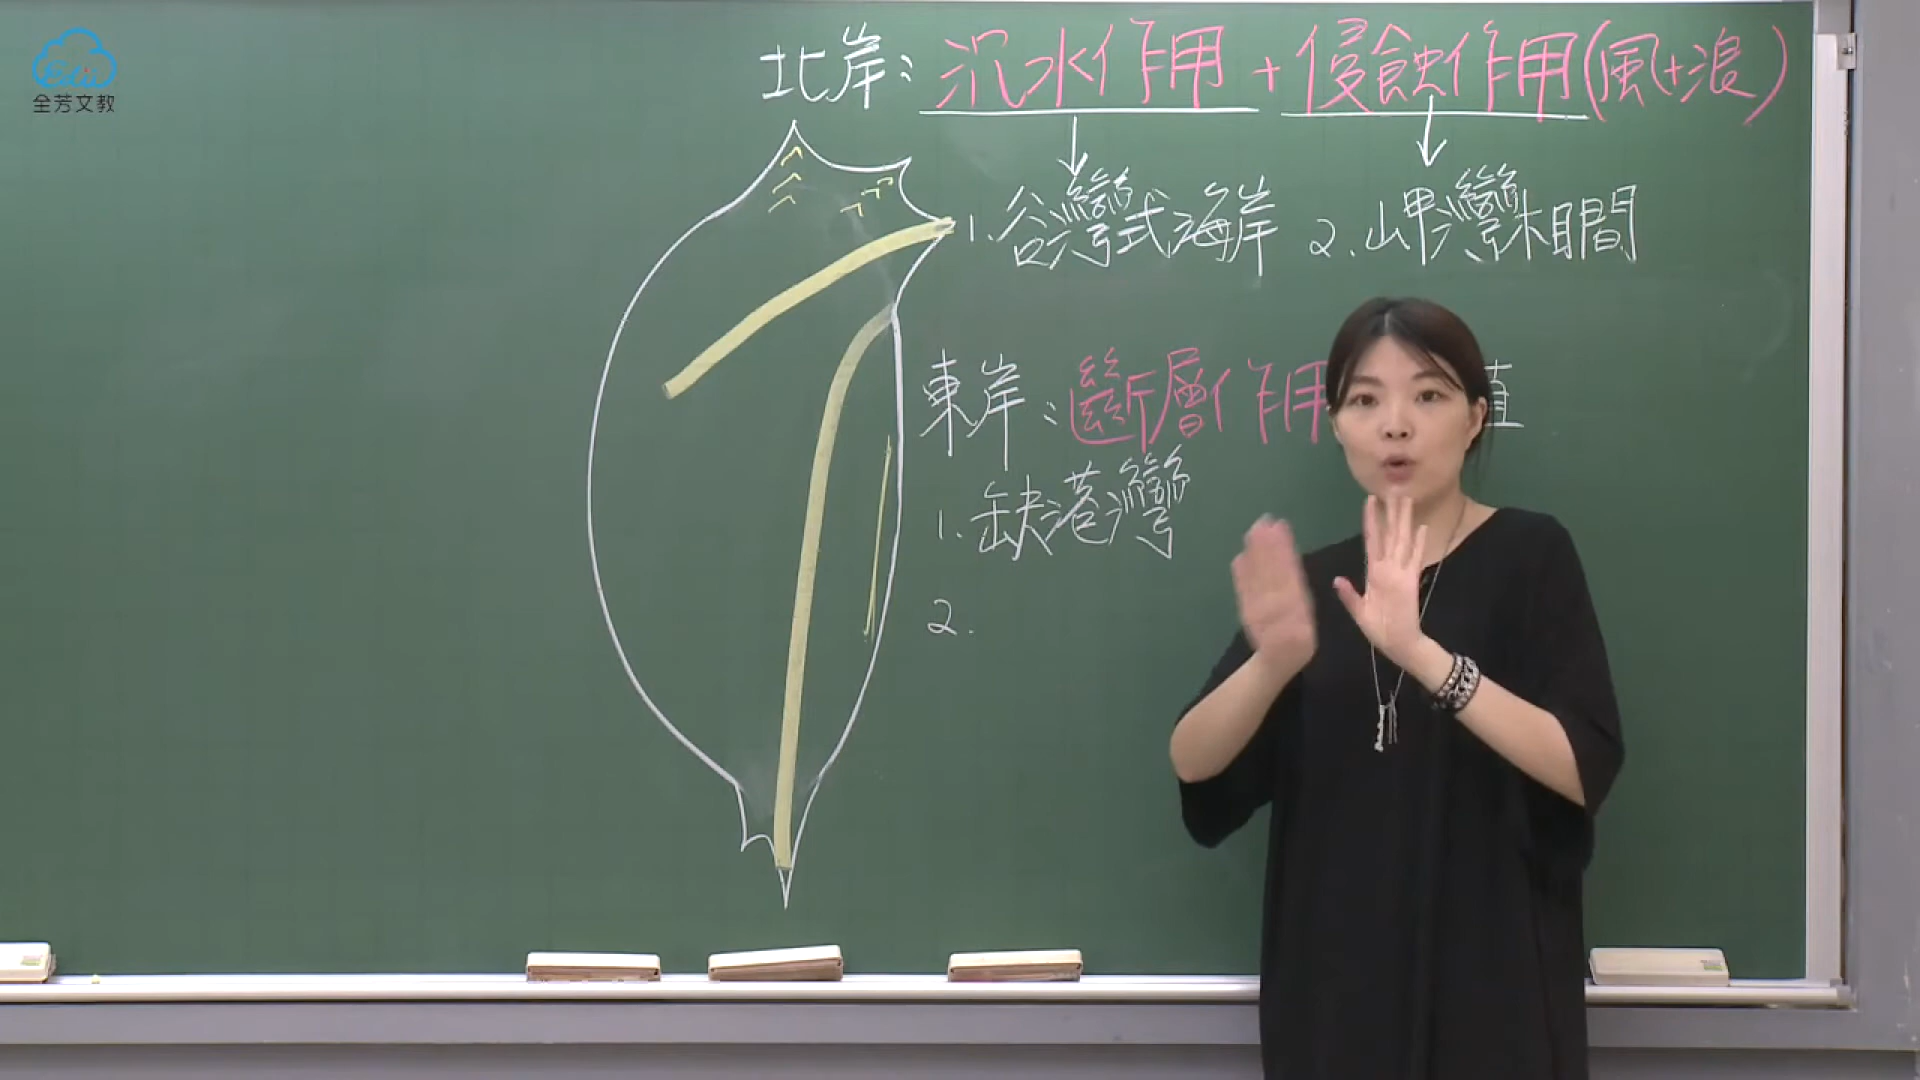 Edu
全芳文教
北岸：沉水作用+侵蝕作用(風+浪)
1.谷灣式海岸 2.岬灣相間
東岸：斷層作用 直
1.缺港灣
2.